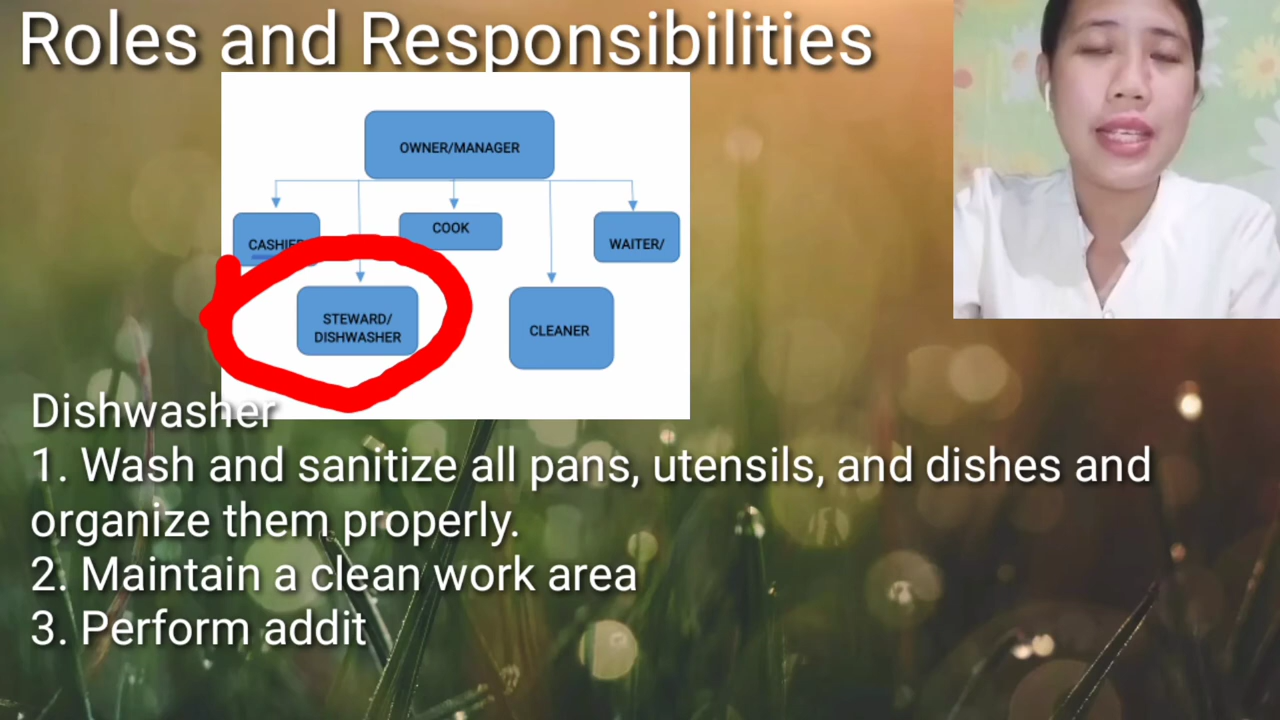 Roles and Responsibilities
OWNER/MANAGER
CASHIER
COOK
WAITER/
STEWARD/
DISHWASHER
CLEANER
Dishwasher
1. Wash and sanitize all pans, utensils, and dishes and
organize them properly.
2. Maintain a clean work area
3. Perform addit